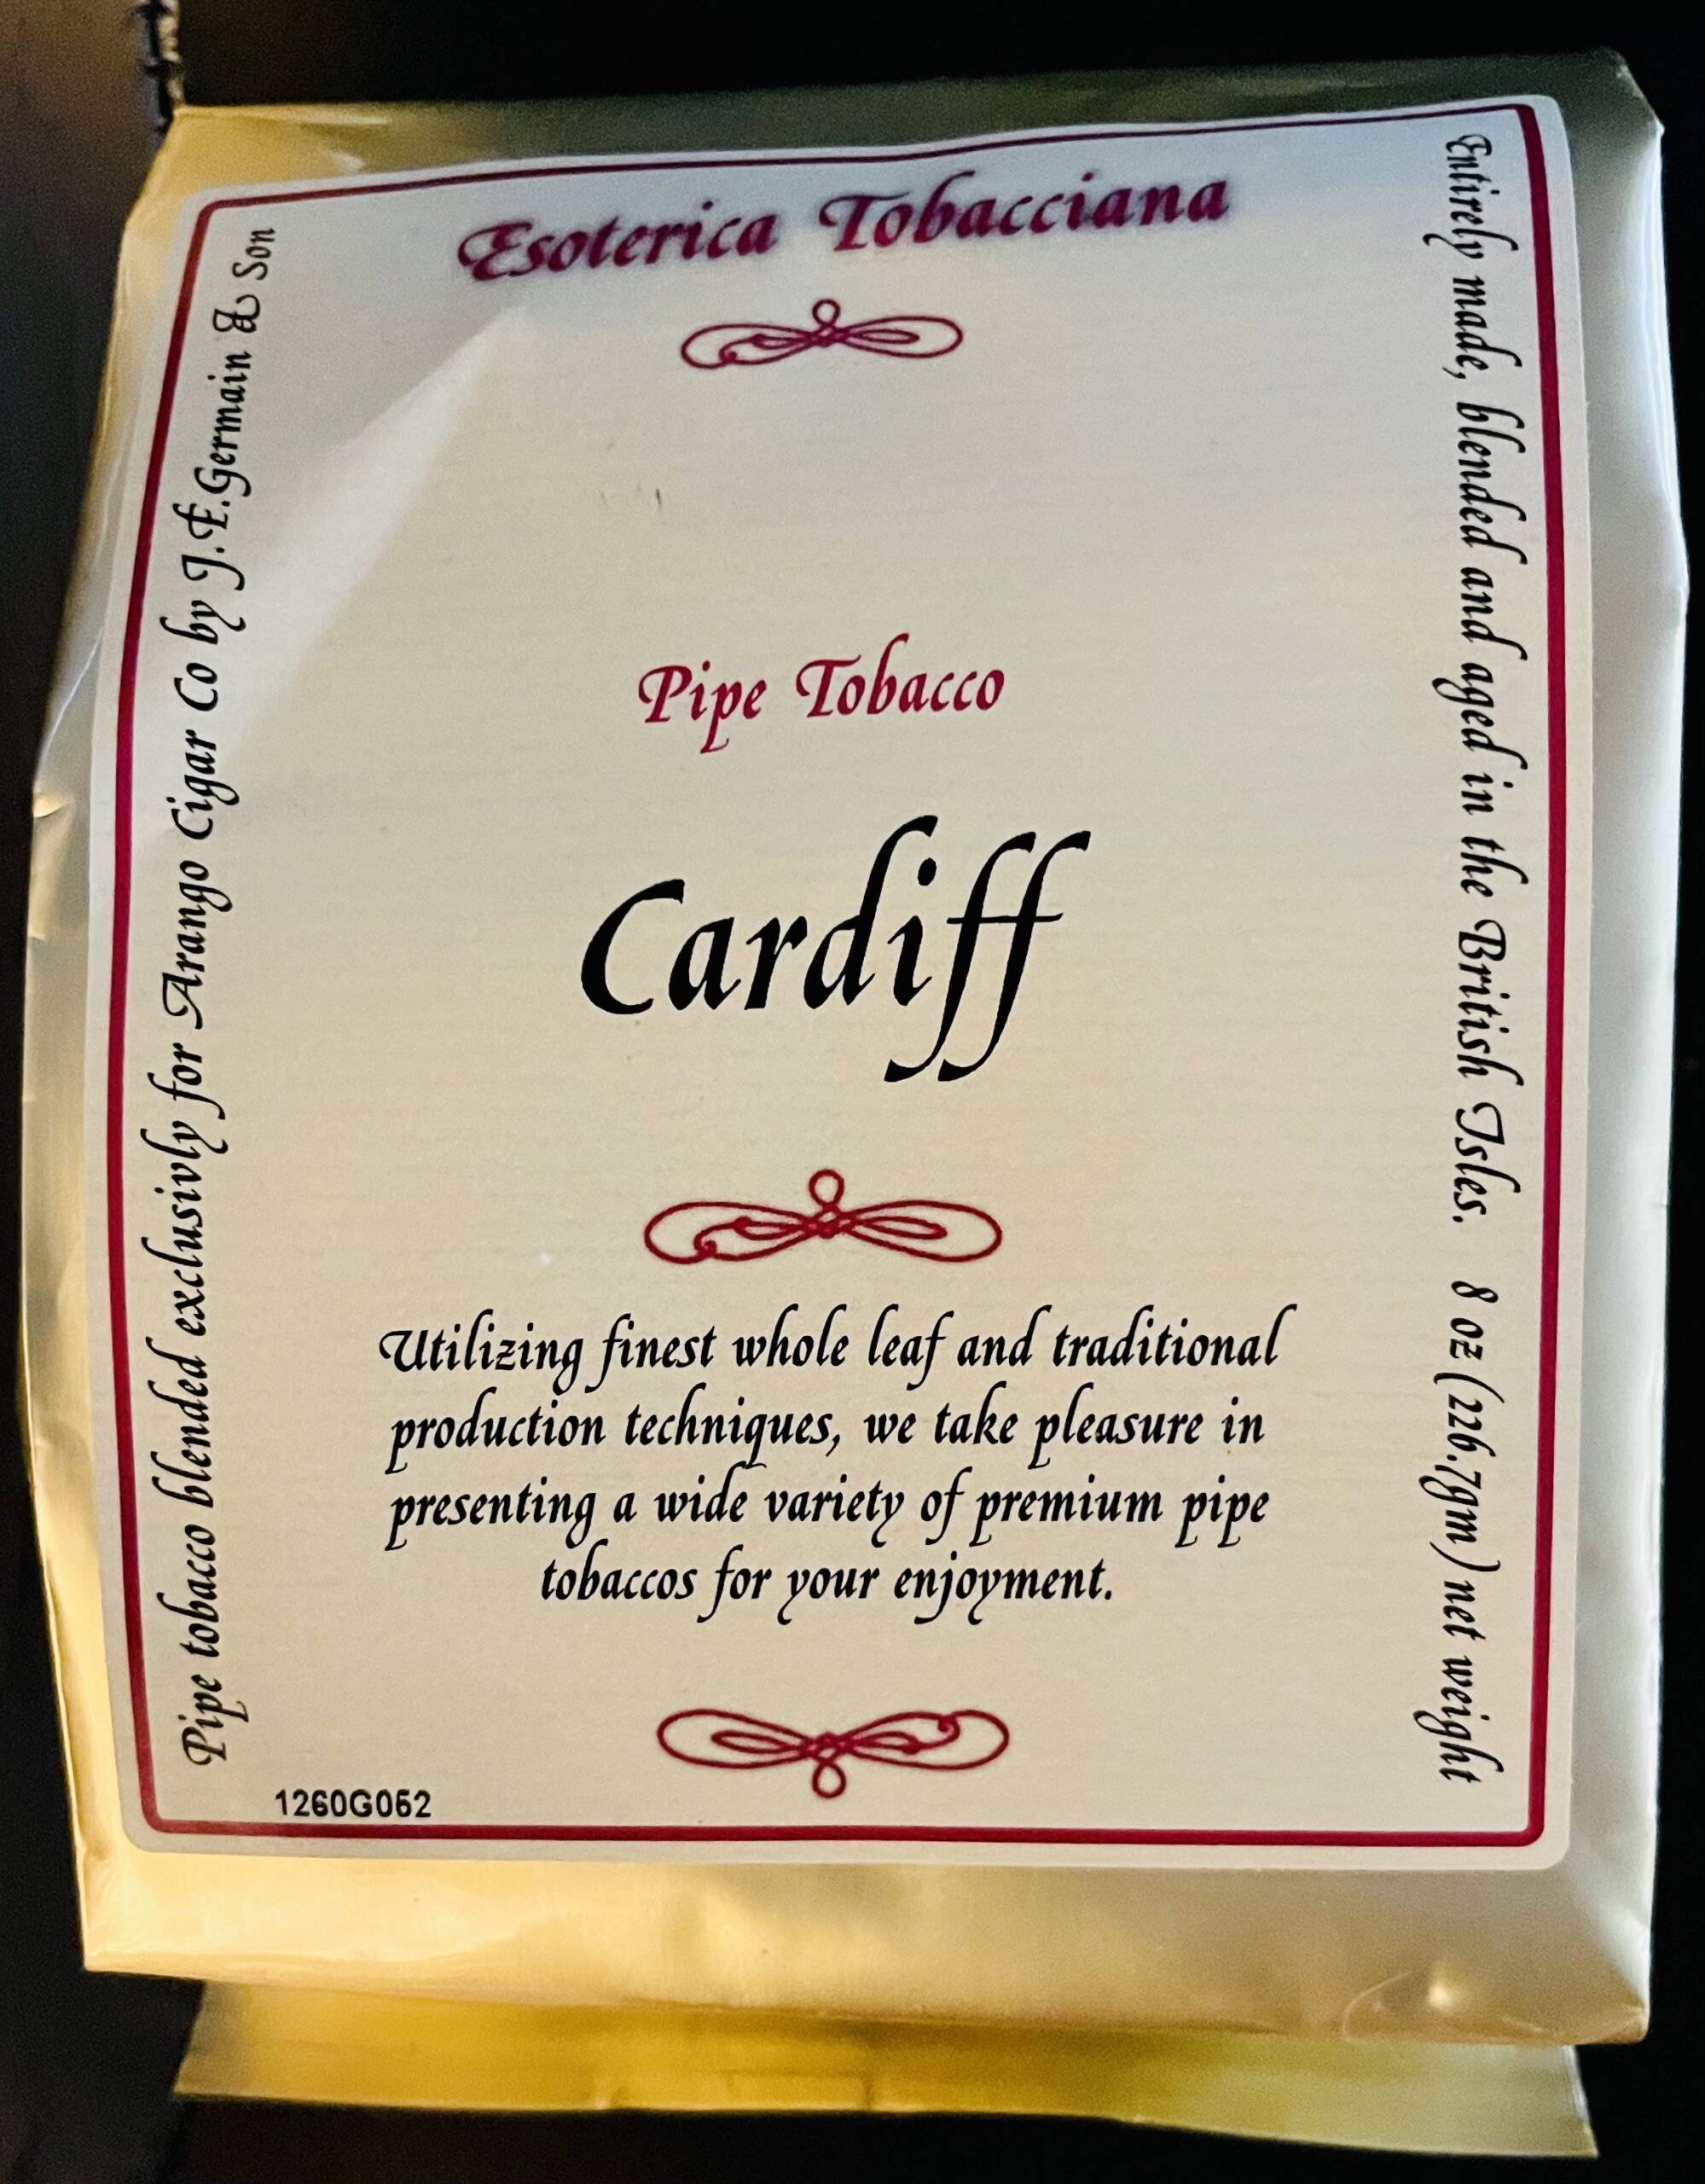 Esoterica Tobacciana
Pipe tobacco blended exclusivly for Arango Cigar Co by J.F.Germain & Son
Entirely made, blended and aged in the British Isles. 8 oz (226.7gm) net weight
Pipe Tobacco
Cardiff
Utilizing finest whole leaf and traditional
production techniques, we take pleasure in
presenting a wide variety of premium pipe
tobaccos for your enjoyment.
1260G052